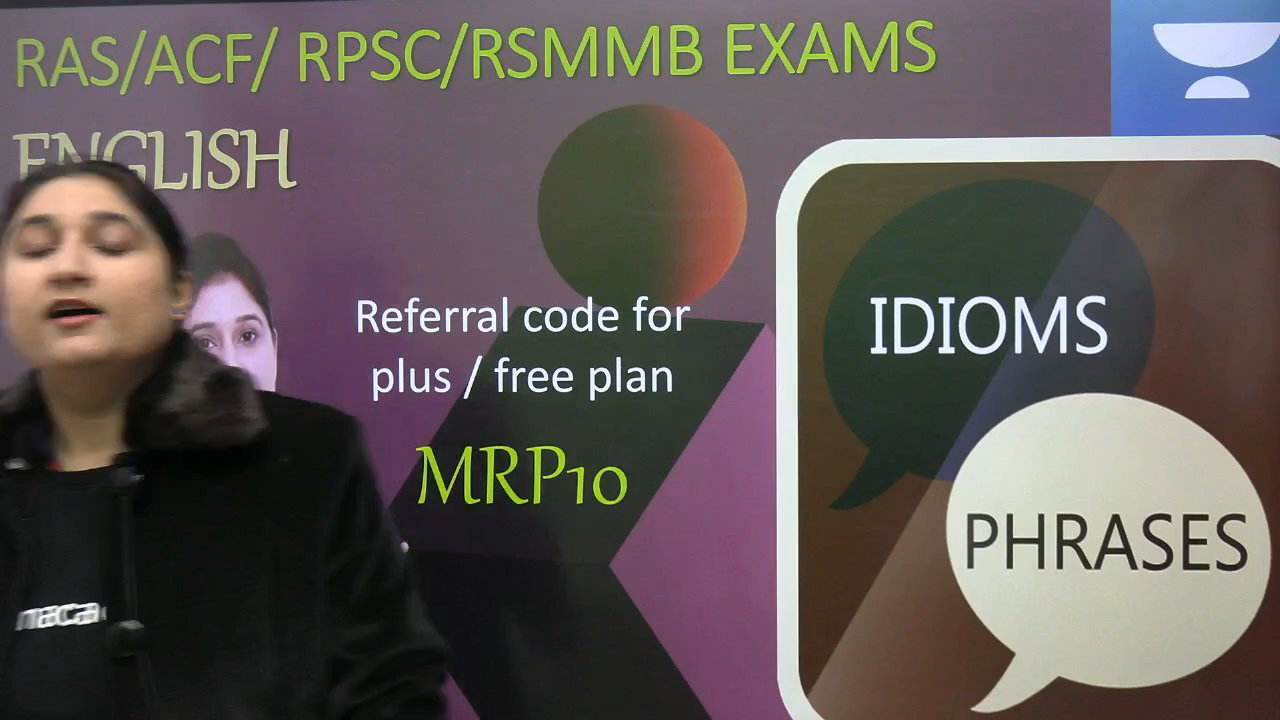 RAS/ACF/ RPSC/RSMMB EXAMS
ENGLISH
Referral code for
plus / free plan
MRP10
IDIOMS
PHRASES